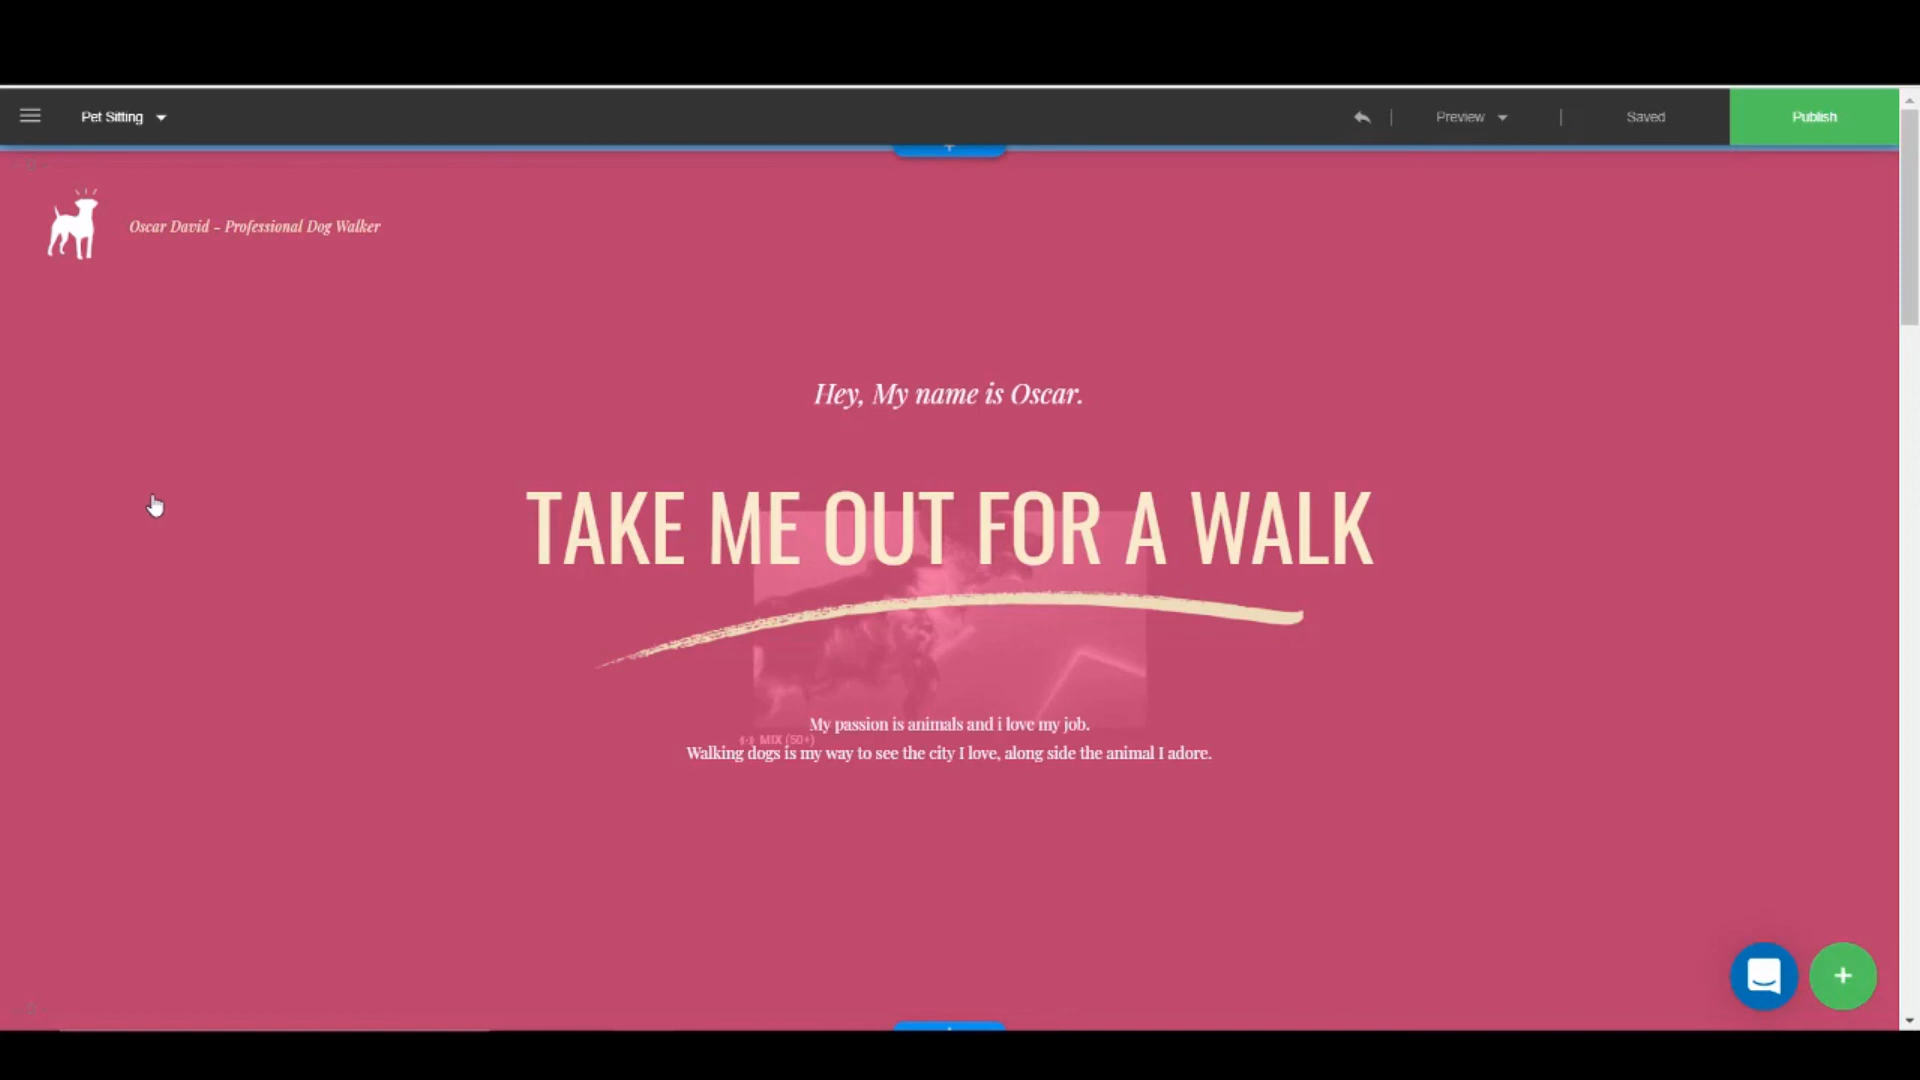 Pet Sitting
Preview
Saved
Publish
Oscar David - Professional Dog Walker
Hey, My name is Oscar.
TAKE ME OUT FOR A WALK
My passion is animals and i love my job.
MIX (50+)
Walking dogs is my way to see the city I love, along side the animal I adore.